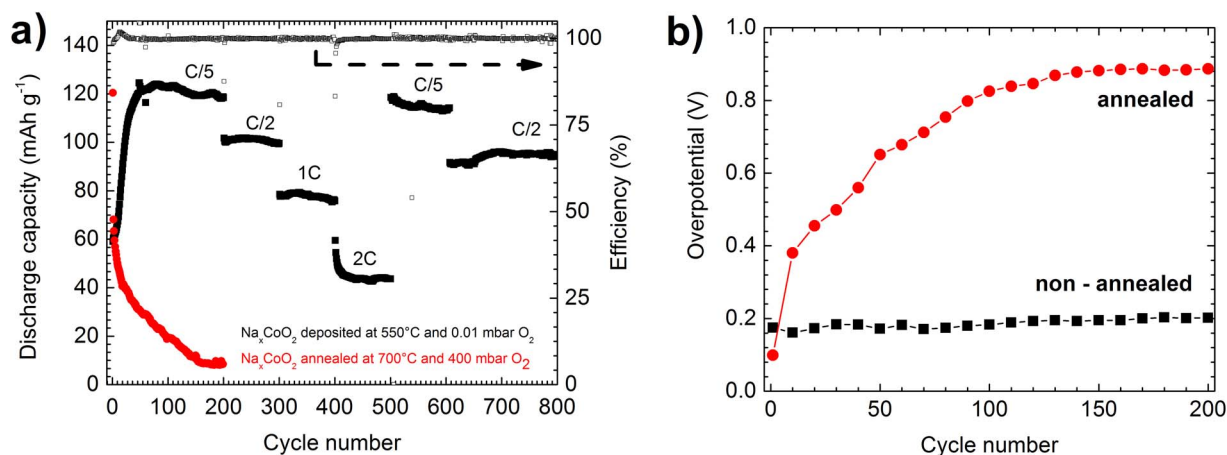 a)
140
120
100
80
60
40
20
0
Discharge capacity (mAh g⁻¹)
C/5
C/2
1C
2C
C/5
C/2
Na_xCoO₂ deposited at 550°C and 0.01 mbar O₂
Na_xCoO₂ annealed at 700°C and 400 mbar O₂
100
75
50
25
0
Efficiency (%)
0 100 200 300 400 500 600 700 800
Cycle number
b)
1.0
0.8
0.6
0.4
0.2
0.0
Overpotential (V)
annealed
non - annealed
0 50 100 150 200
Cycle number